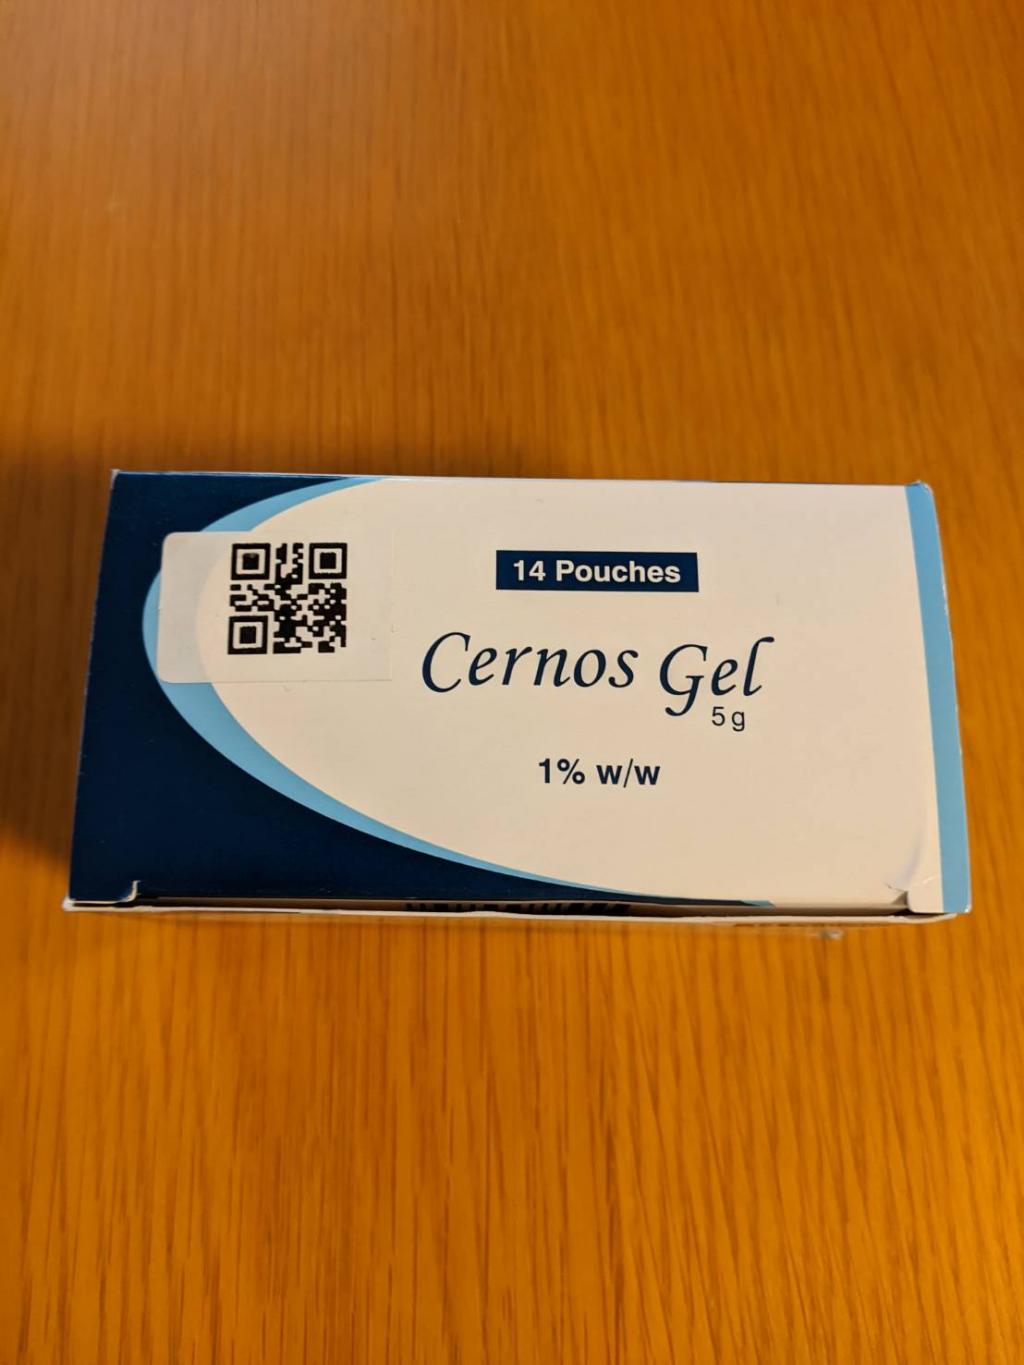 14 Pouches
Cernos Gel
5g
1% w/w